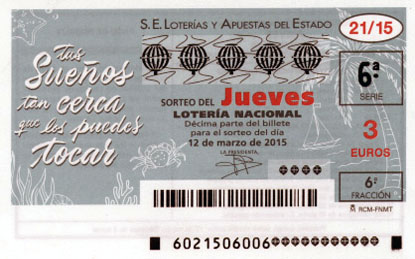 S.E. LOTERÍAS Y APUESTAS DEL ESTADO
21/15
Tus
Sueños
tan cerca
que los puedes
tocar
6ª
SERIE
SORTEO DEL Jueves
LOTERÍA NACIONAL
Décima parte del billete
para el sorteo del día
12 de marzo de 2015
LA PRESIDENTA,
3
EUROS
6ª
FRACCIÓN
RCM-FNMT
6021506006